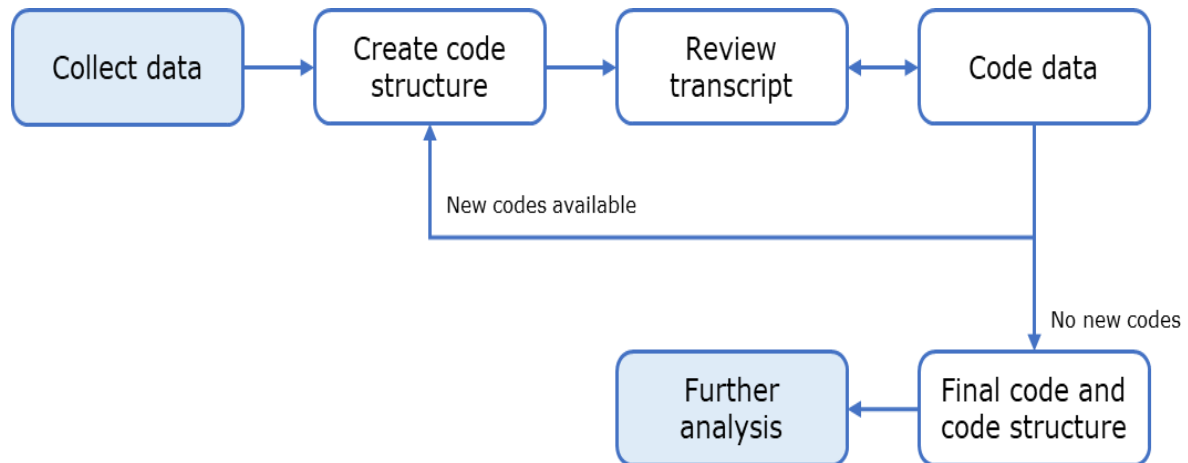 Collect data
Create code
structure
Review
transcript
Code data
New codes available
No new codes
Further
analysis
Final code and
code structure